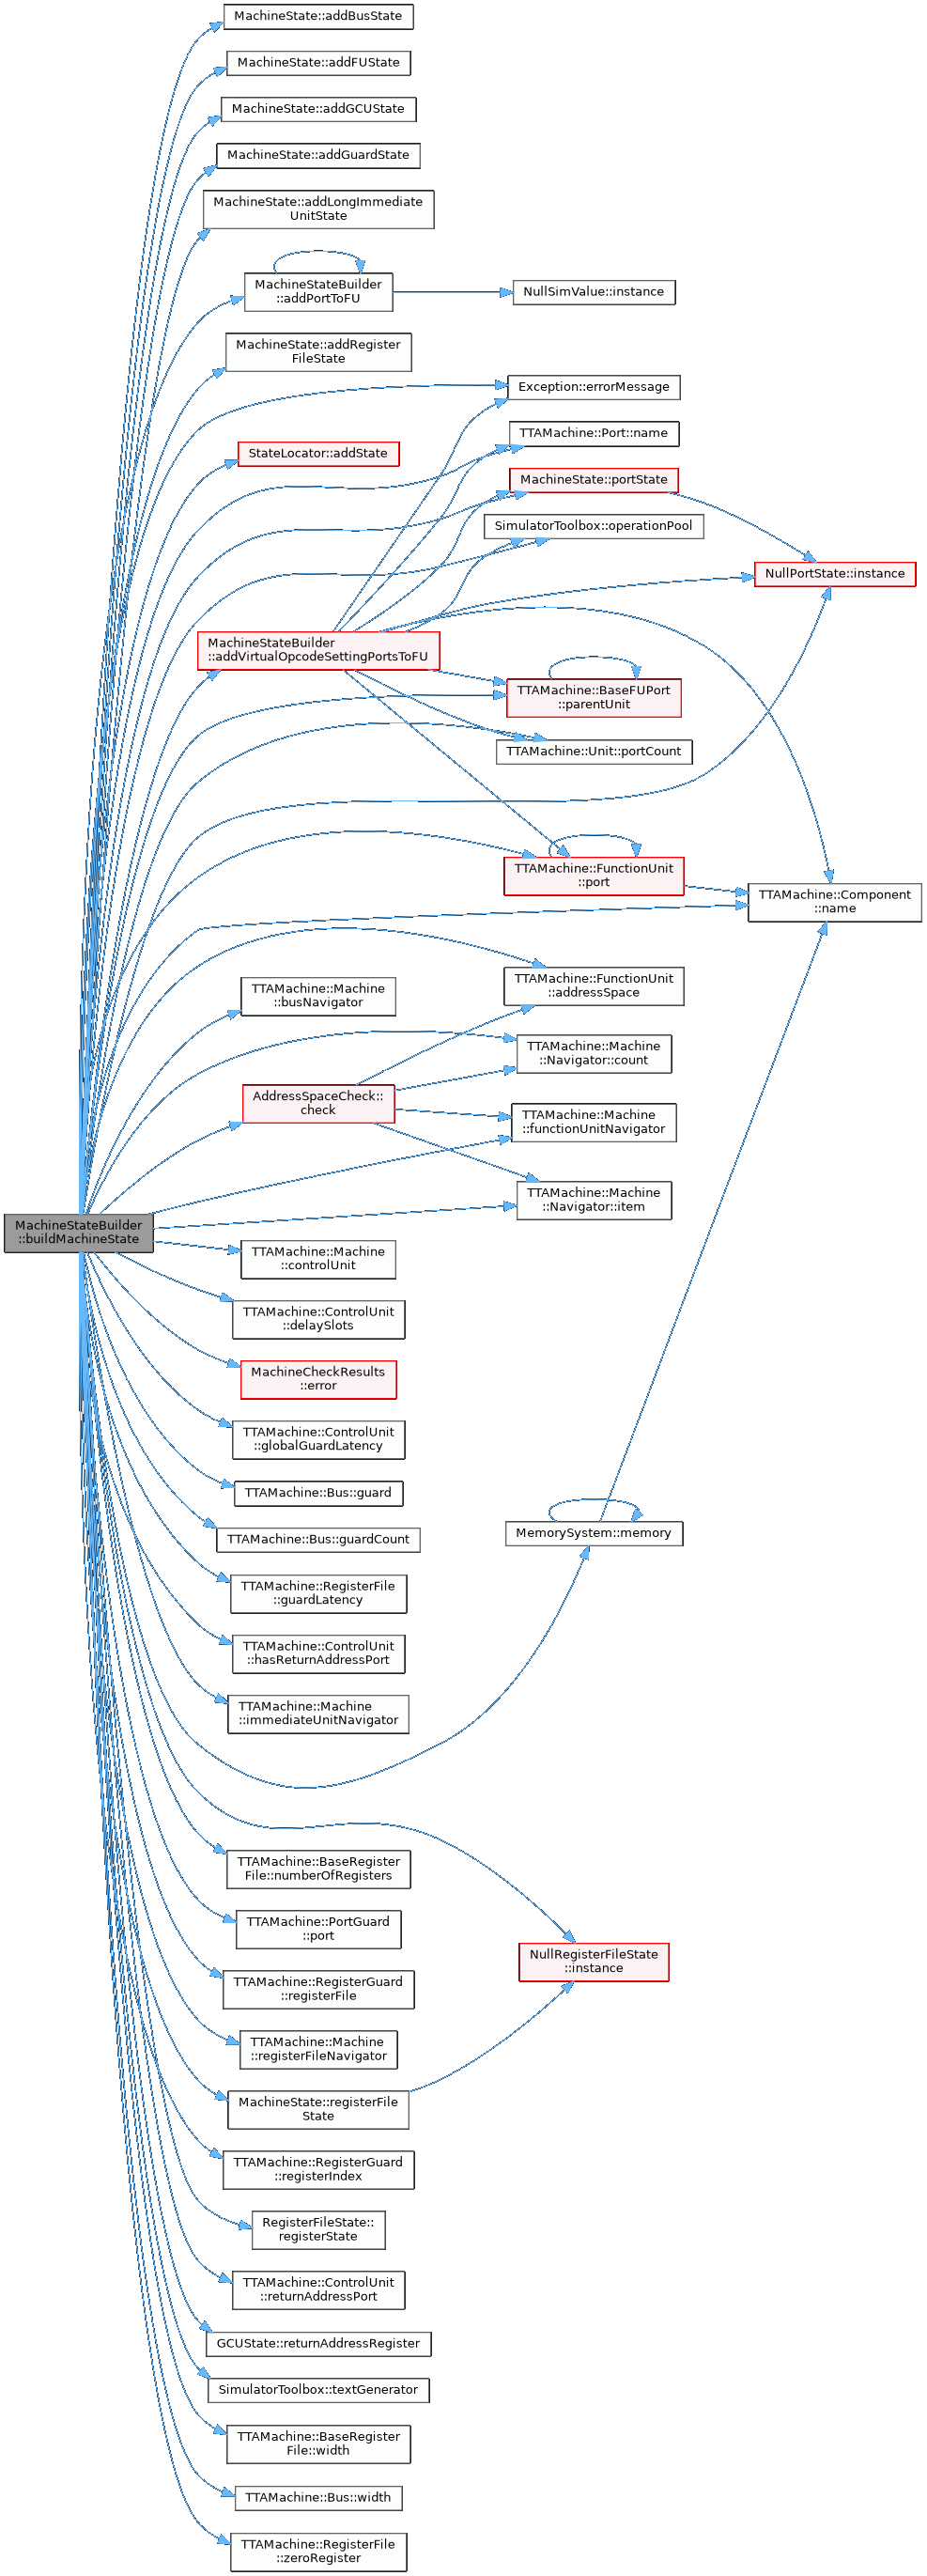 MachineState::addBusState
MachineState::addFUState
MachineState::addGCUState
MachineState::addGuardState
MachineState::addLongImmediate
UnitState
MachineStateBuilder
::addPortToFU
NullSimValue::instance
MachineState::addRegister
FileState
Exception::errorMessage
TTAMachine::Port::name
StateLocator::addState
MachineState::portState
SimulatorToolbox::operationPool
NullPortState::instance
MachineStateBuilder
::addVirtualOpcodeSettingPortsToFU
TTAMachine::BaseFUPort
::parentUnit
TTAMachine::Unit::portCount
TTAMachine::FunctionUnit
::port
TTAMachine::Component
::name
TTAMachine::FunctionUnit
::addressSpace
TTAMachine::Machine
::busNavigator
TTAMachine::Machine
::Navigator::count
AddressSpaceCheck::
check
TTAMachine::Machine
::functionUnitNavigator
TTAMachine::Machine
::Navigator::item
MachineStateBuilder
::buildMachineState
TTAMachine::Machine
::controlUnit
TTAMachine::ControlUnit
::delaySlots
MachineCheckResults
::error
TTAMachine::ControlUnit
::globalGuardLatency
TTAMachine::Bus::guard
TTAMachine::Bus::guardCount
MemorySystem::memory
TTAMachine::RegisterFile
::guardLatency
TTAMachine::ControlUnit
::hasReturnAddressPort
TTAMachine::Machine
::immediateUnitNavigator
TTAMachine::BaseRegister
File::numberOfRegisters
TTAMachine::PortGuard
::port
NullRegisterFileState
::instance
TTAMachine::RegisterGuard
::registerFile
TTAMachine::Machine
::registerFileNavigator
MachineState::registerFile
State
TTAMachine::RegisterGuard
::registerIndex
RegisterFileState::
registerState
TTAMachine::ControlUnit
::returnAddressPort
GCUState::returnAddressRegister
SimulatorToolbox::textGenerator
TTAMachine::BaseRegister
File::width
TTAMachine::Bus::width
TTAMachine::RegisterFile
::zeroRegister